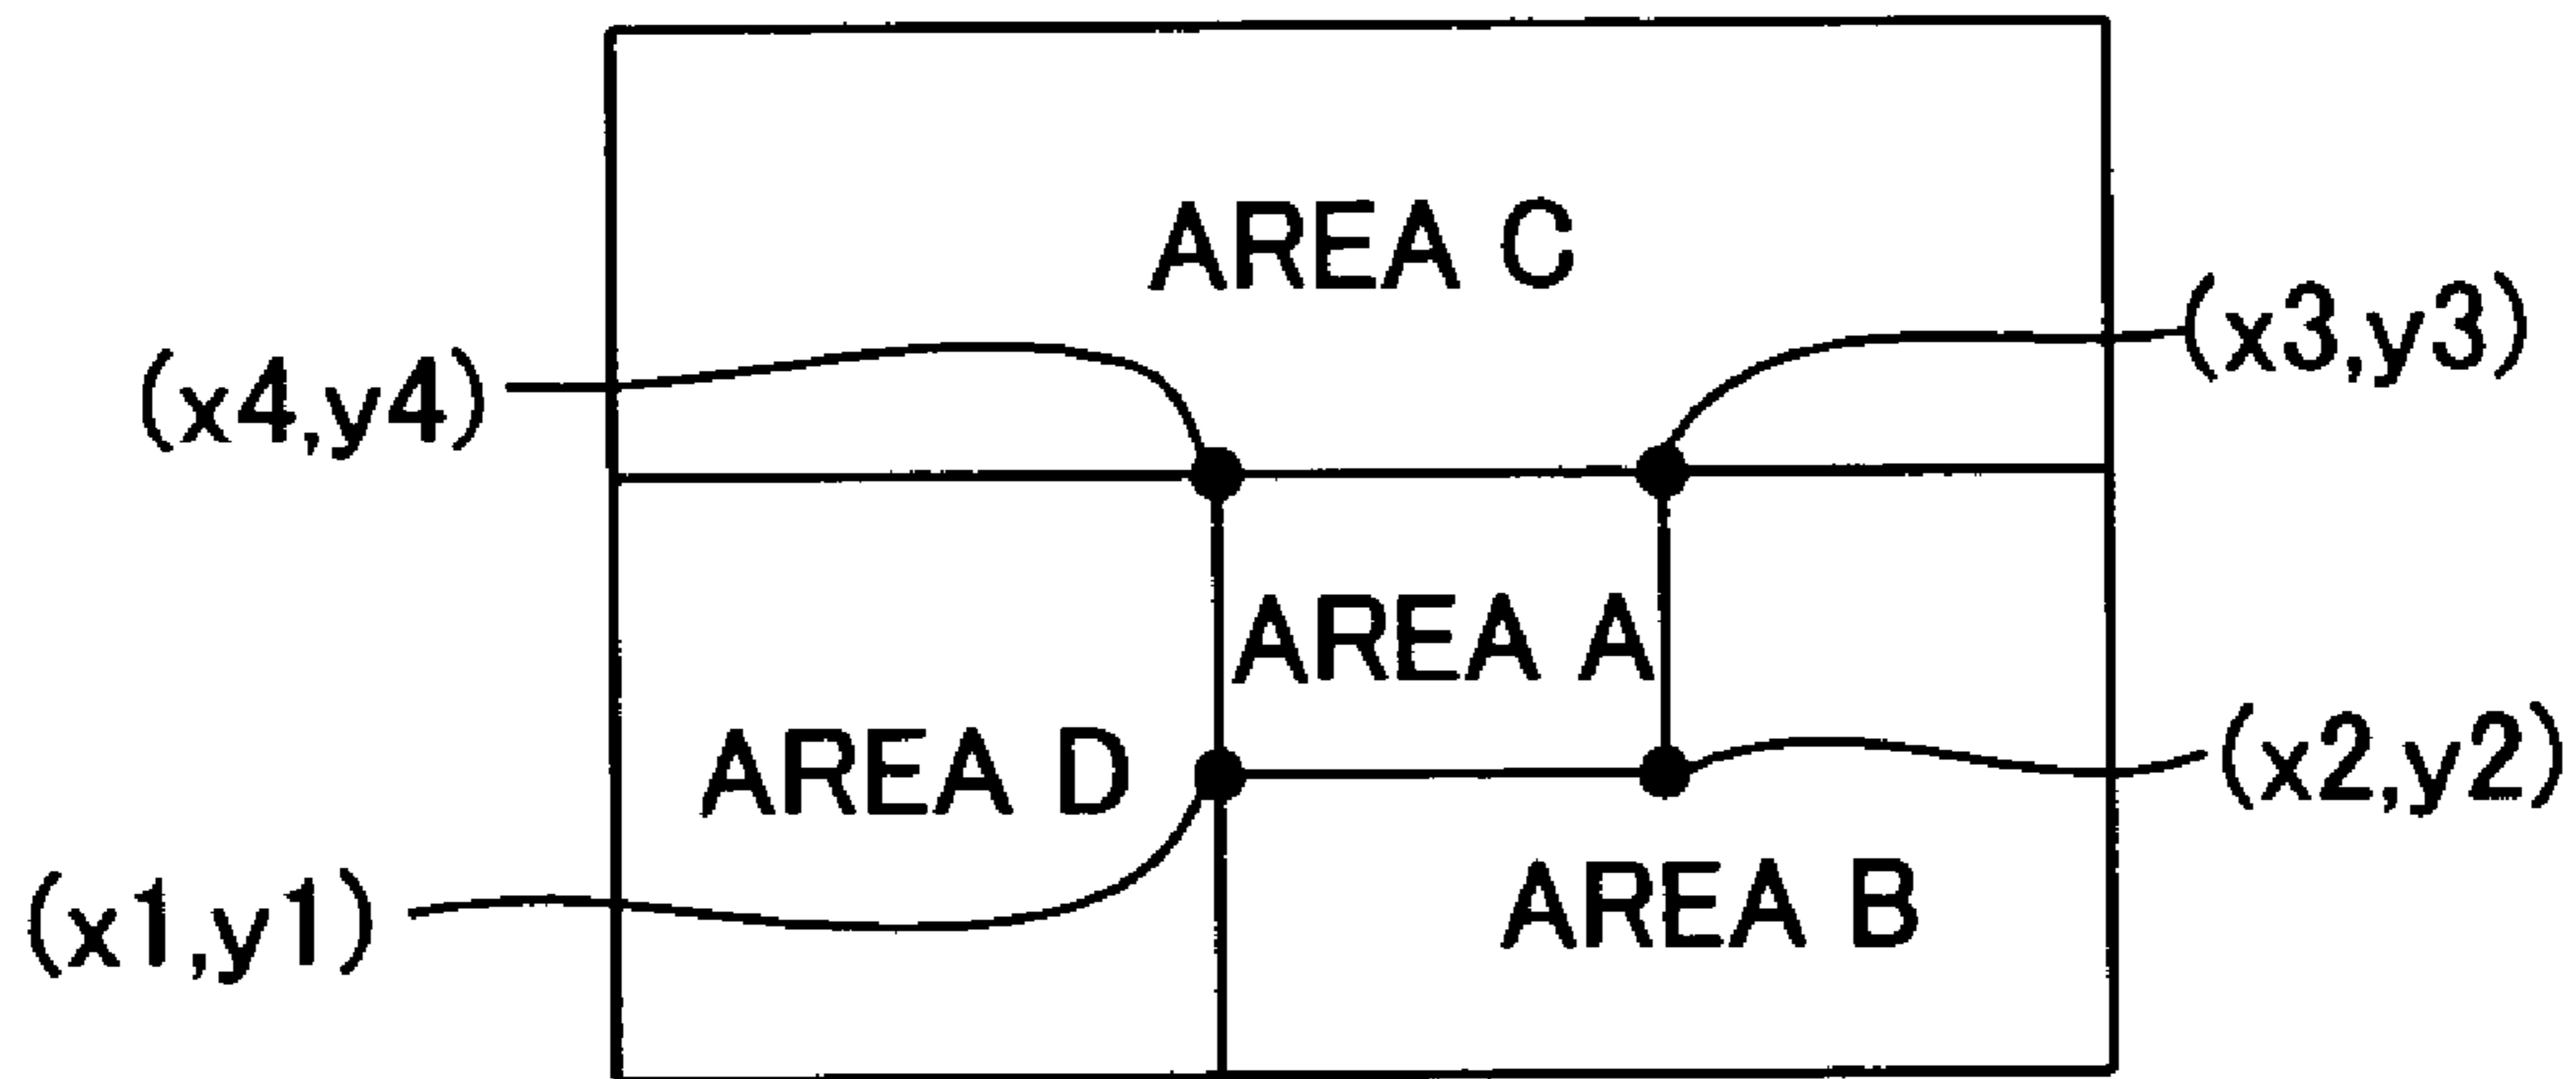 AREA C
(x3,y3)
(x4,y4)
AREA A
AREA D
(x2,y2)
AREA B
(x1,y1)